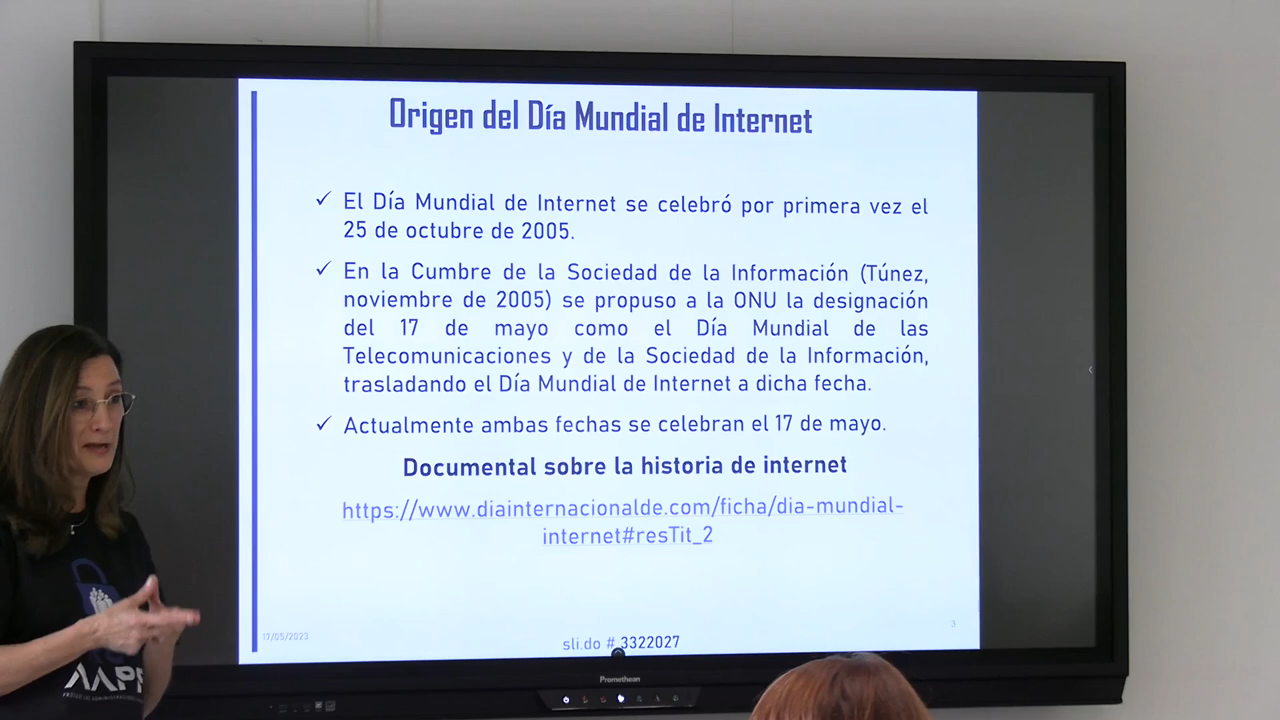 Origen del Día Mundial de Internet
✓ El Día Mundial de Internet se celebró por primera vez el
25 de octubre de 2005.
✓ En la Cumbre de la Sociedad de la Información (Túnez,
noviembre de 2005) se propuso a la ONU la designación
del 17 de mayo como el Día Mundial de las
Telecomunicaciones y de la Sociedad de la Información,
trasladando el Día Mundial de Internet a dicha fecha.
✓ Actualmente ambas fechas se celebran el 17 de mayo.
Documental sobre la historia de internet
https://www.diainternacionalde.com/ficha/dia-mundial-
internet#resTit_2
17/05/2023
sli.do # 3322027
3
Promethean